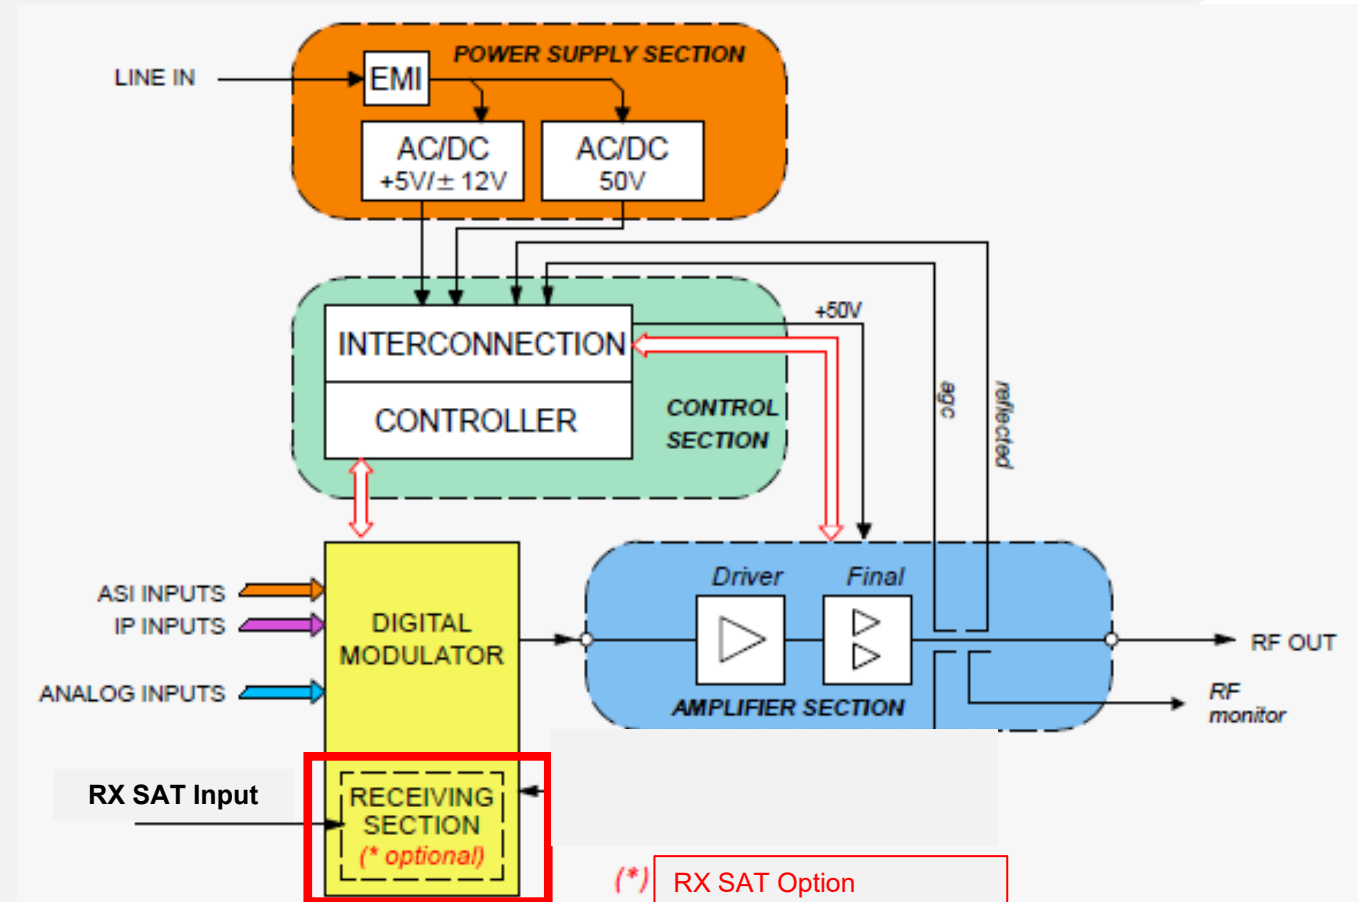 POWER SUPPLY SECTION
LINE IN
EMI
AC/DC
+5V/± 12V
AC/DC
50V
+50V
INTERCONNECTION
CONTROLLER
CONTROL
SECTION
agc
reflected
ASI INPUTS
IP INPUTS
ANALOG INPUTS
DIGITAL
MODULATOR
Driver
Final
AMPLIFIER SECTION
RF OUT
RF
monitor
RX SAT Input
RECEIVING
SECTION
(* optional)
(*) RX SAT Option